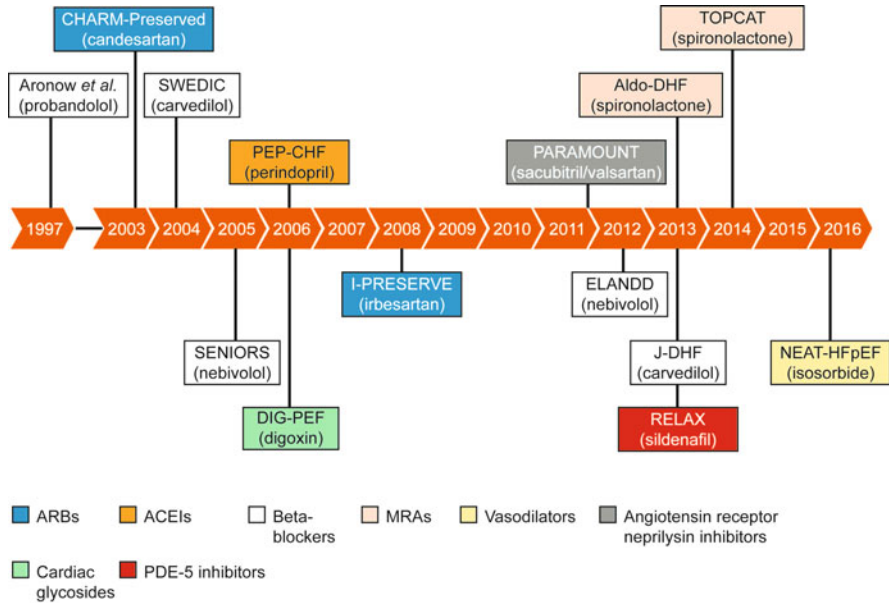 CHARM-Preserved
(candesartan)
TOPCAT
(spironolactone)
Aronow et al.
(probandolol)
SWEDIC
(carvedilol)
Aldo-DHF
(spironolactone)
PEP-CHF
(perindopril)
PARAMOUNT
(sacubitril/valsartan)
1997 2003 2004 2005 2006 2007 2008 2009 2010 2011 2012 2013 2014 2015 2016
I-PRESERVE
(irbesartan)
ELANDD
(nebivolol)
SENIORS
(nebivolol)
J-DHF
(carvedilol)
NEAT-HFpEF
(isosorbide)
DIG-PEF
(digoxin)
RELAX
(sildenafil)
ARBs
ACEIs
Beta-
blockers
MRAs
Vasodilators
Angiotensin receptor
neprilysin inhibitors
Cardiac
glycosides
PDE-5 inhibitors